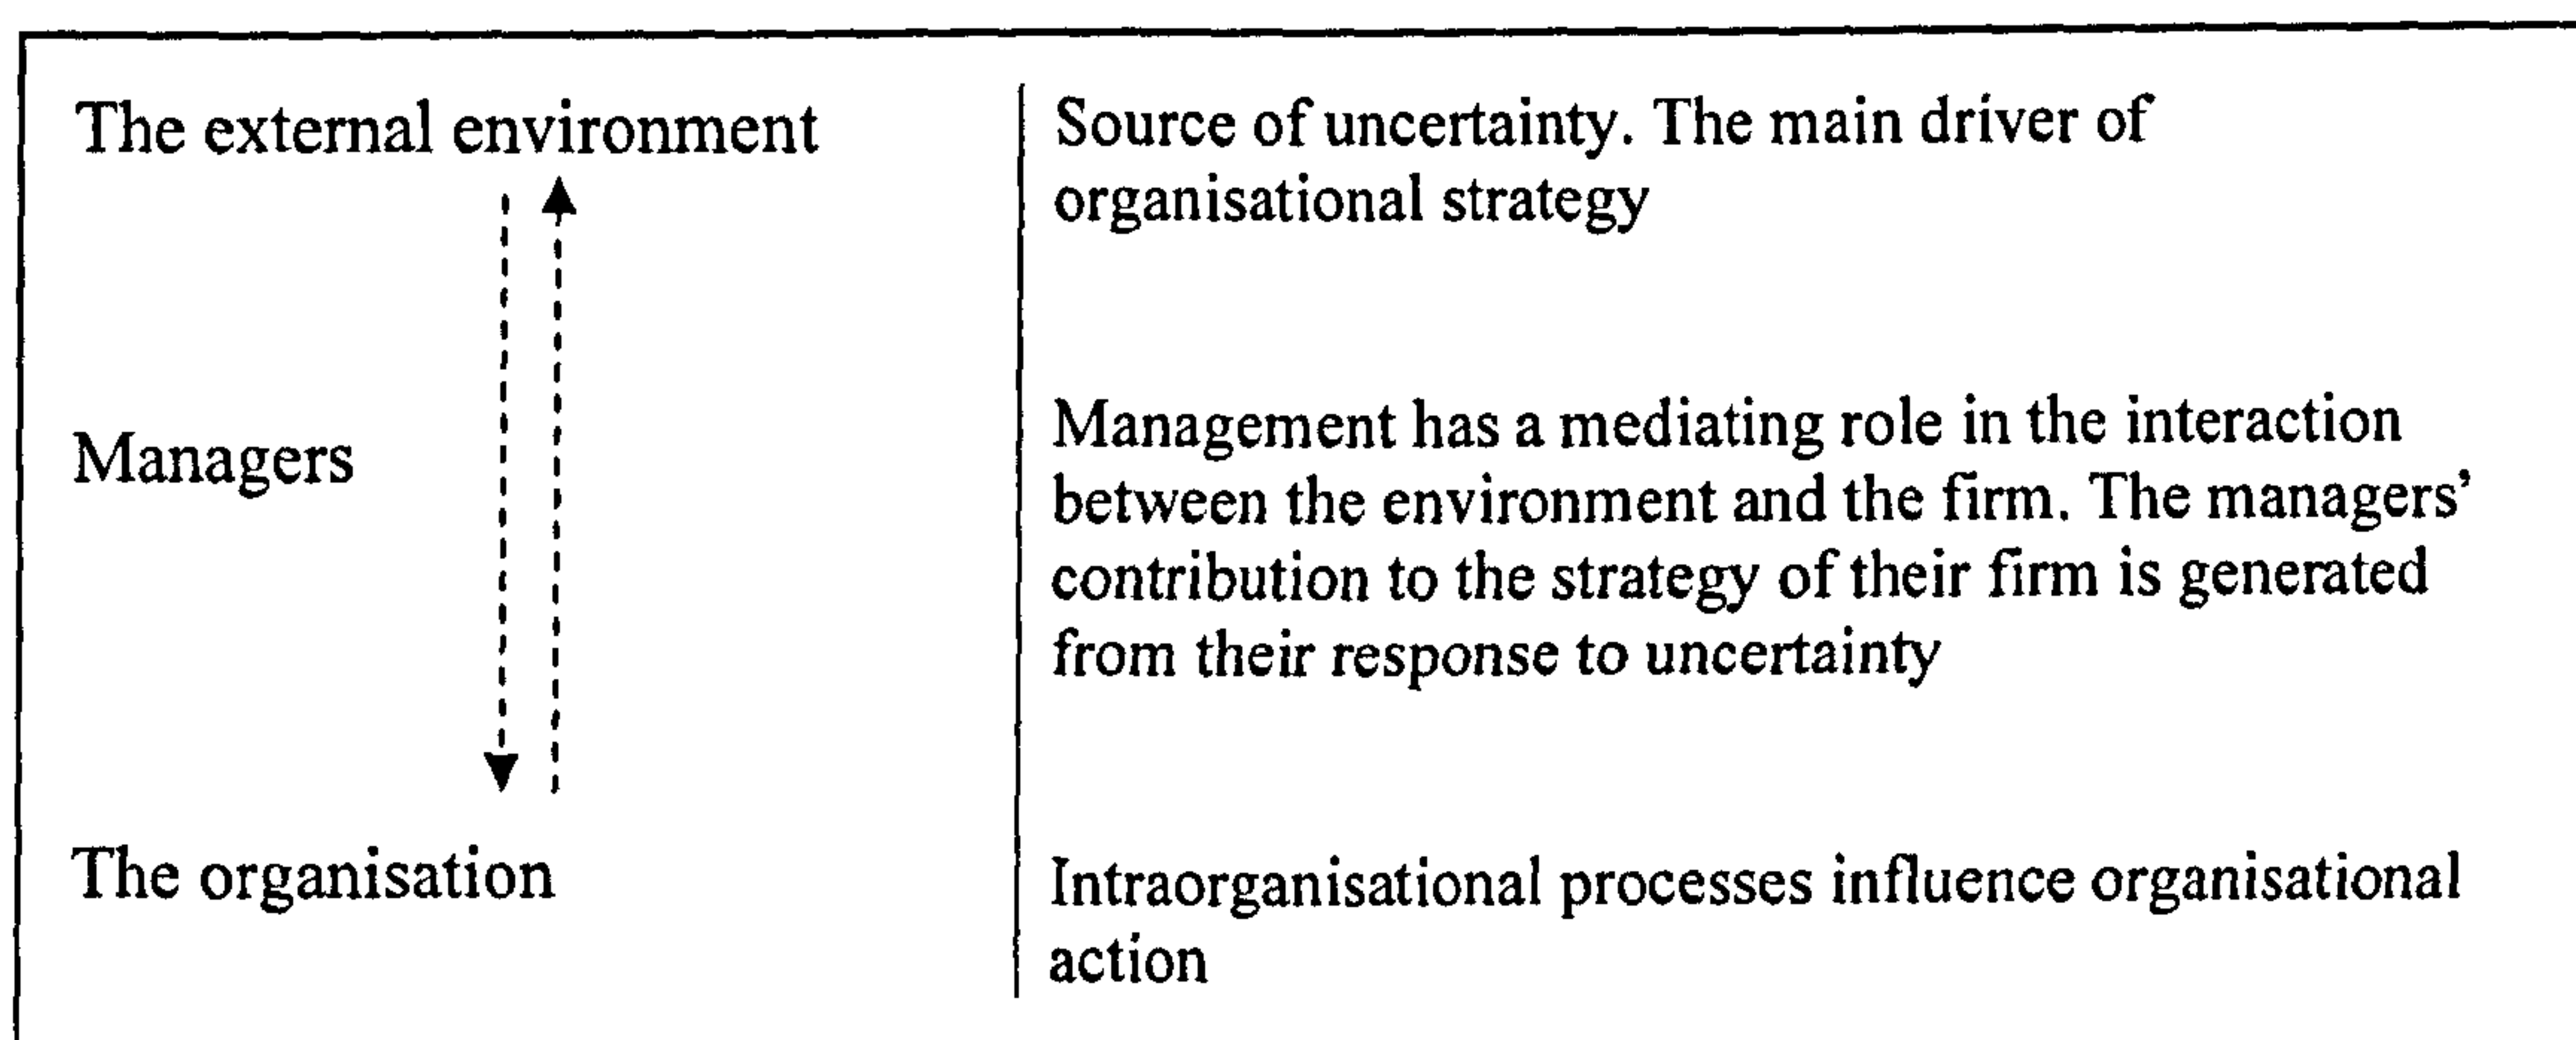 The external environment
Source of uncertainty. The main driver of
organisational strategy
Managers
Management has a mediating role in the interaction
between the environment and the firm. The managers’
contribution to the strategy of their firm is generated
from their response to uncertainty
The organisation
Intraorganisational processes influence organisational
action